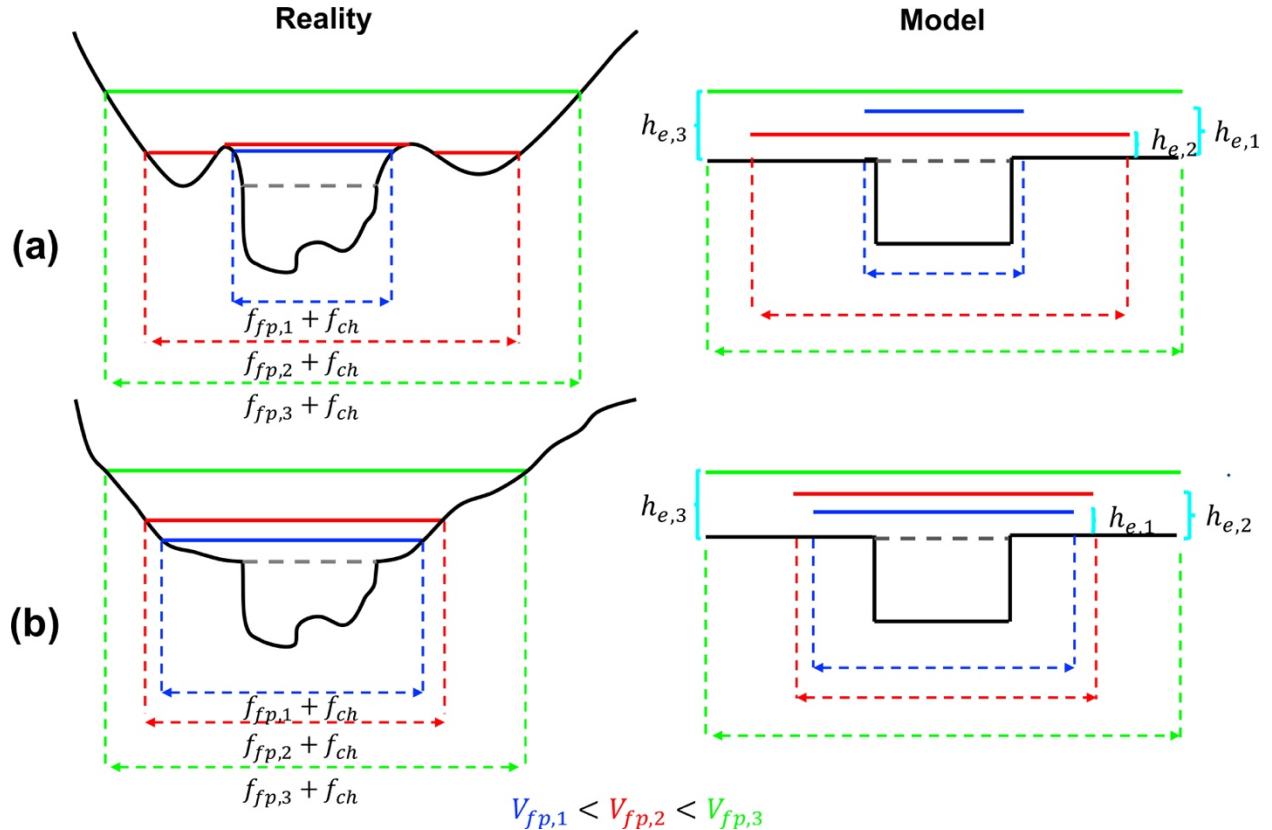 Reality
Model
(a)
f_{fp,1} + f_{ch}
f_{fp,2} + f_{ch}
f_{fp,3} + f_{ch}
h_{e,3}
h_{e,2}
h_{e,1}
(b)
f_{fp,1} + f_{ch}
f_{fp,2} + f_{ch}
f_{fp,3} + f_{ch}
h_{e,3}
h_{e,1}
h_{e,2}
V_{fp,1} < V_{fp,2} < V_{fp,3}